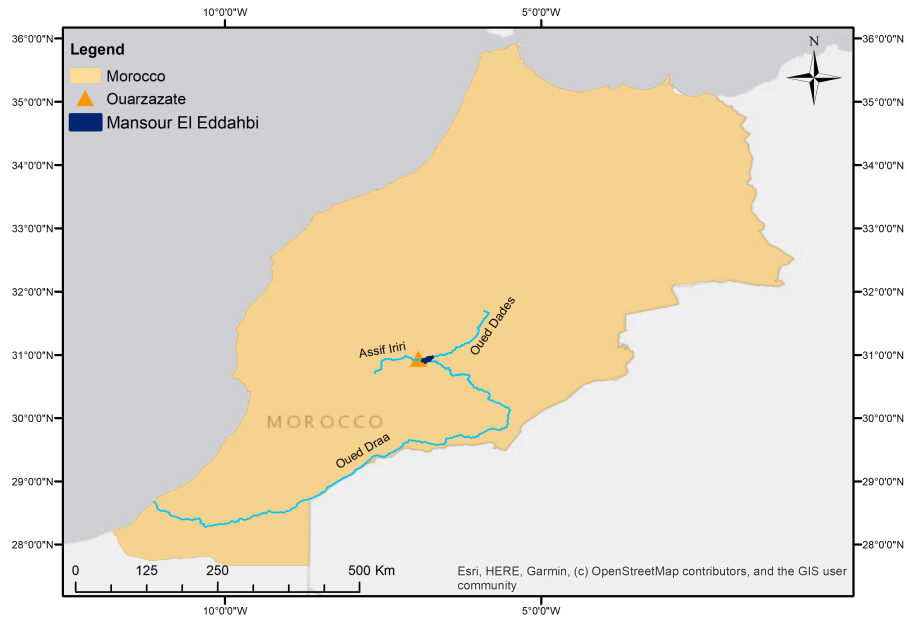 10°0'0"W 5°0'0"W
36°0'0"N 36°0'0"N
Legend
N
Morocco
Ouarzazate
Mansour El Eddahbi
35°0'0"N 35°0'0"N
34°0'0"N 34°0'0"N
33°0'0"N 33°0'0"N
32°0'0"N 32°0'0"N
Oued Dades
Assif Iriri
31°0'0"N 31°0'0"N
30°0'0"N 30°0'0"N
MOROCCO
Oued Draa
29°0'0"N 29°0'0"N
28°0'0"N 28°0'0"N
0 125 250 500 Km
Esri, HERE, Garmin, (c) OpenStreetMap contributors, and the GIS user
community
10°0'0"W 5°0'0"W